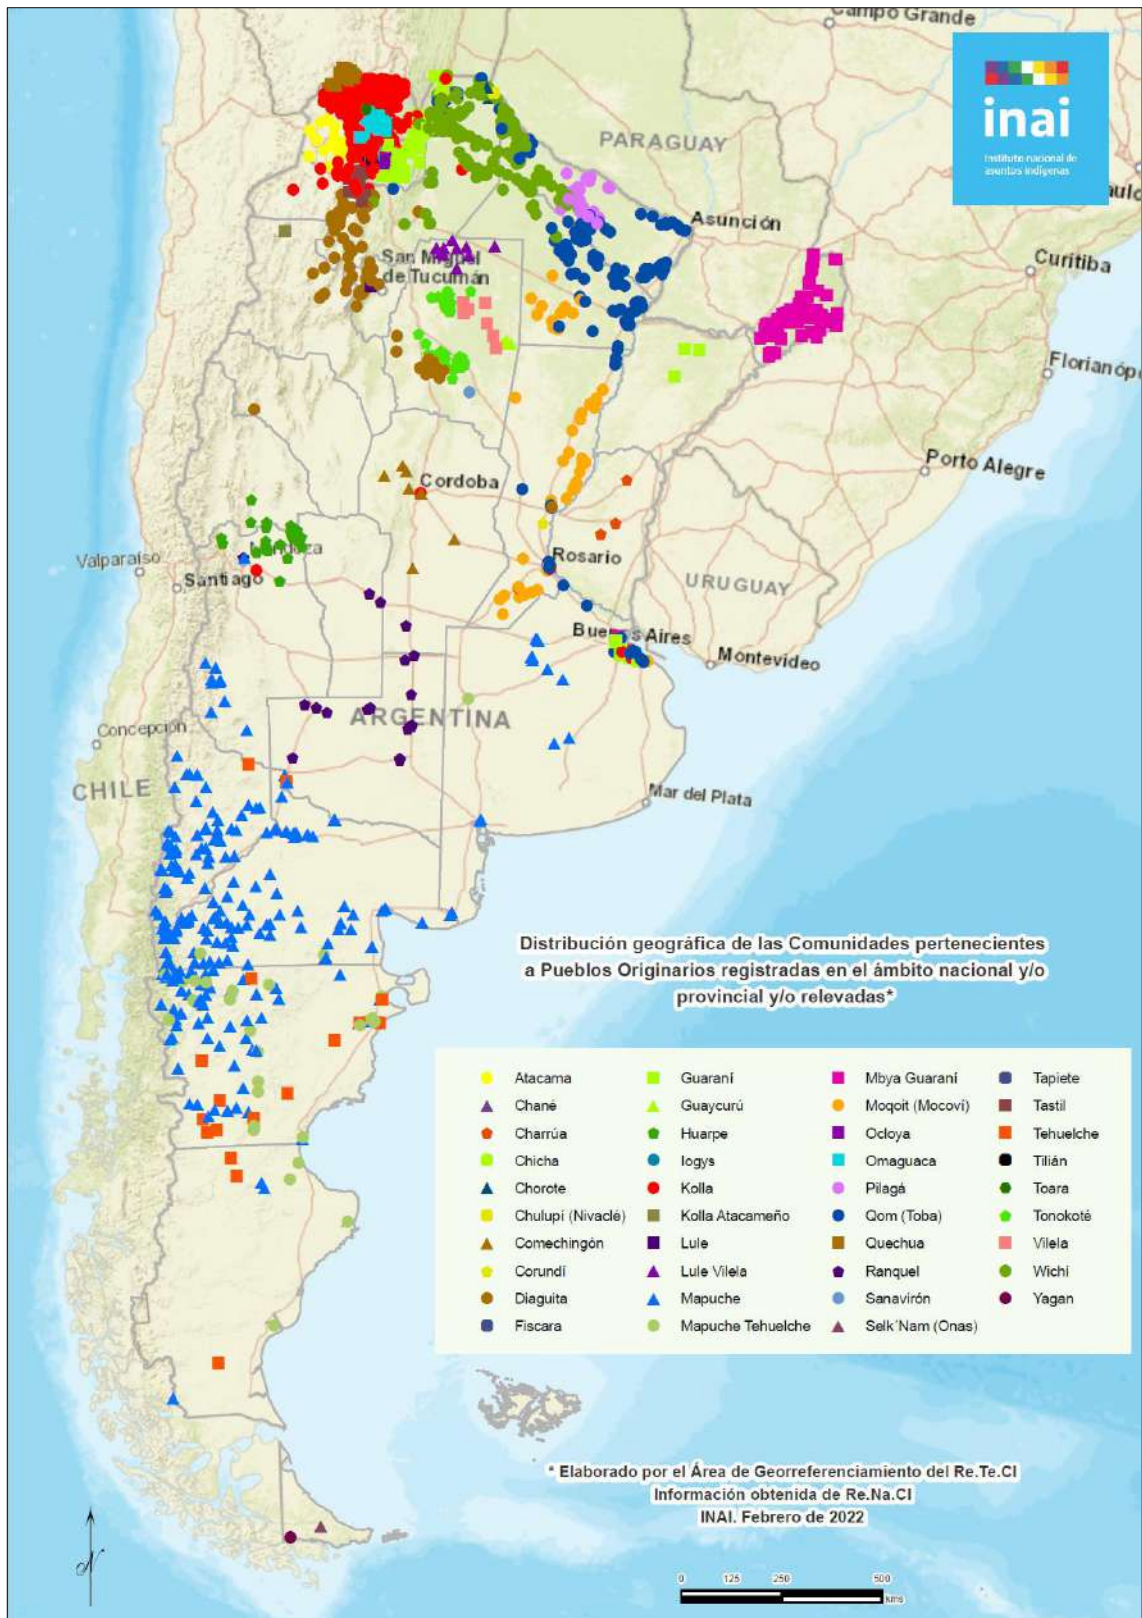 Campo Grande
inai
Instituto nacional de
asuntos indígenas
PARAGUAY
Asunción
Curitiba
San Miguel
de Tucumán
Florianóp
Porto Alegre
Cordoba
Valparaíso
Mendoza
Santiago
Rosario
URUGUAY
Buenos Aires
Montevideo
ARGENTINA
Concepción
CHILE
Mar del Plata
Distribución geográfica de las Comunidades pertenecientes
a Pueblos Originarios registradas en el ámbito nacional y/o
provincial y/o relevadas*
Atacama
Chané
Charrúa
Chicha
Chorote
Chulupí (Nivaclé)
Comechingón
Corundí
Diaguita
Fiscara
Guaraní
Guaycurú
Huarpe
Iogys
Kolla
Kolla Atacameño
Lule
Lule Vilela
Mapuche
Mapuche Tehuelche
Mbya Guaraní
Moqoit (Mocoví)
Ocloya
Omaguaca
Pilagá
Qom (Toba)
Quechua
Ranquel
Sanavirón
Selk´Nam (Onas)
Tapiete
Tastil
Tehuelche
Tilián
Toara
Tonokoté
Vilela
Wichí
Yagan
* Elaborado por el Área de Georreferenciamiento del Re.Te.CI
Información obtenida de Re.Na.CI
INAI. Febrero de 2022
N
0 125 250 500
kms